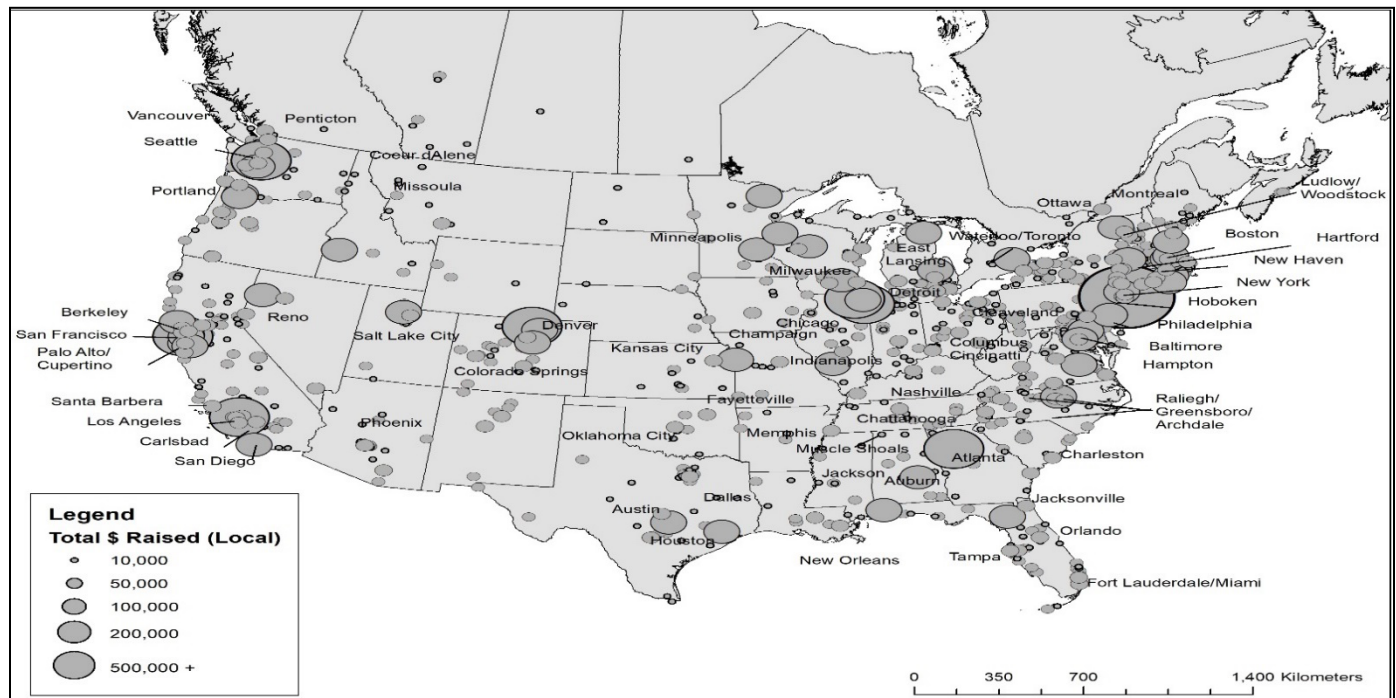 Vancouver
Penticton
Seattle
Coeur dAlene
Missoula
Portland
Ludlow/
Woodstock
Montreal
Ottawa
Boston
Waterloo/Toronto
Minneapolis
Hartford
East
Lansing
New Haven
Milwaukee
New York
Detroit
Hoboken
Berkeley
Reno
Cleaveland
Philadelphia
San Francisco
Salt Lake City
Denver
Chicago
Champaign
Columbus
Baltimore
Palo Alto/
Cupertino
Kansas City
Indianapolis
Cincinatti
Hampton
Colorado Springs
Santa Barbera
Fayetteville
Nashville
Raliegh/
Greensboro/
Archdale
Los Angeles
Phoenix
Chattanooga
Carlsbad
Oklahoma City
Memphis
Muscle Shoals
San Diego
Atlanta
Charleston
Jackson
Auburn
Dallas
Jacksonville
Austin
Orlando
Houston
New Orleans
Tampa
Fort Lauderdale/Miami
Legend
Total $ Raised (Local)
10,000
50,000
100,000
200,000
500,000 +
0 350 700 1,400 Kilometers